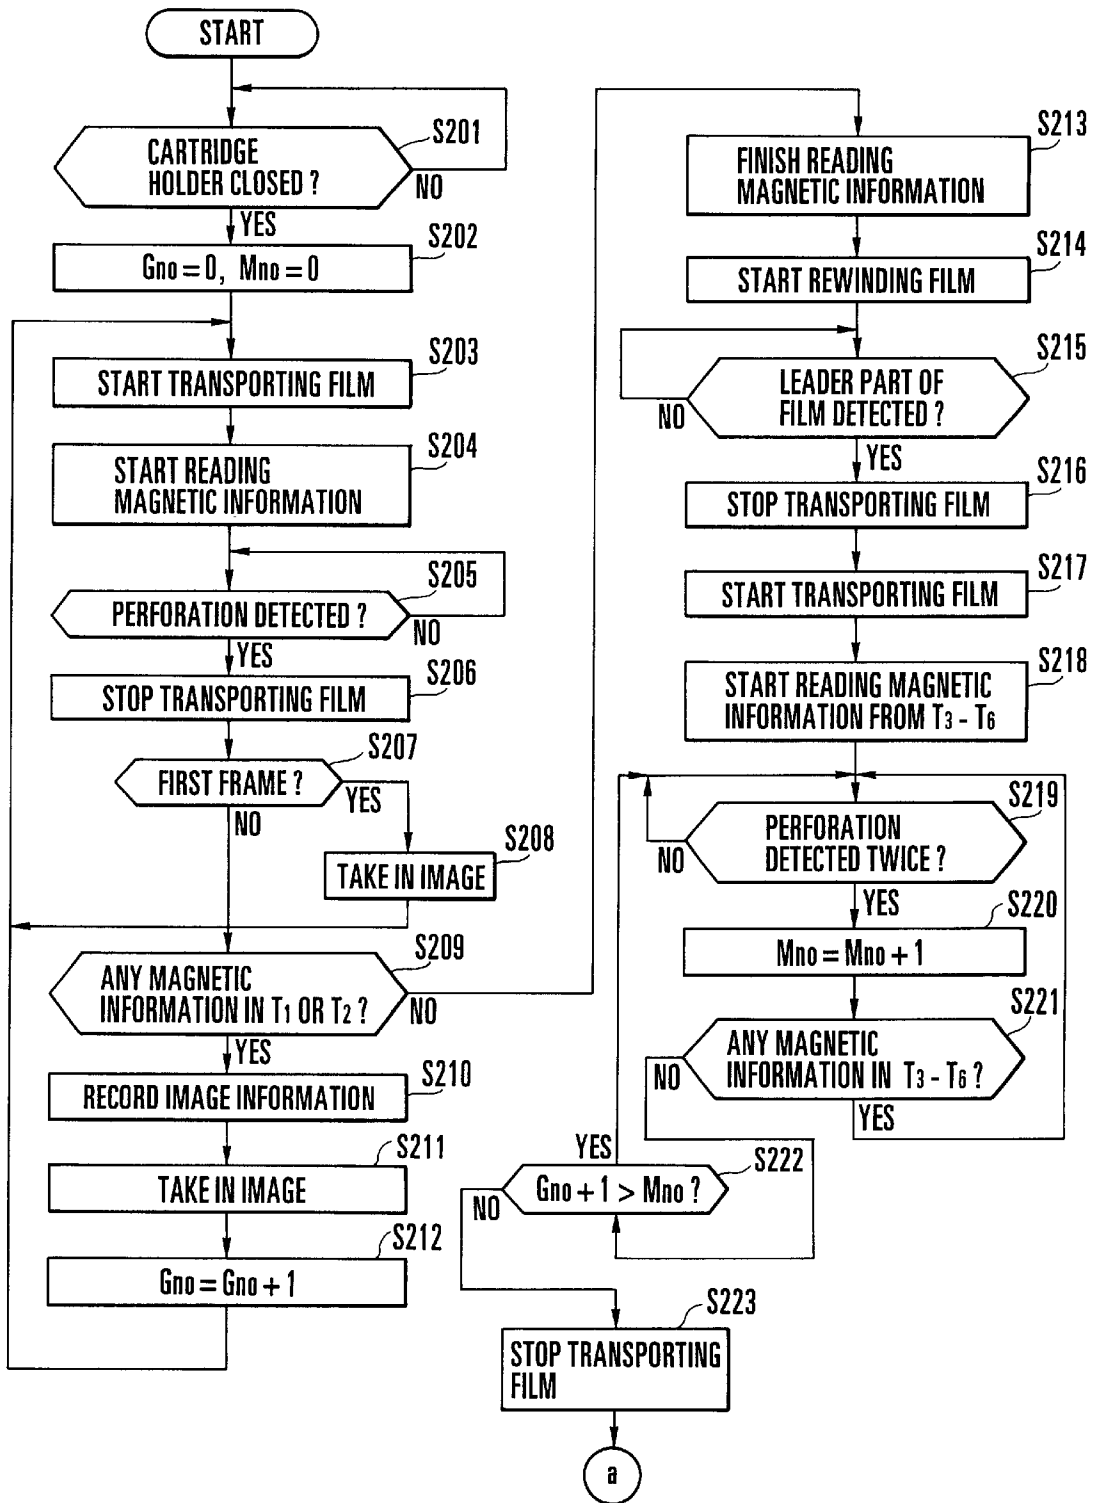 START
S201
CARTRIDGE
HOLDER CLOSED ?
NO
YES
S202
Gno = 0, Mno = 0
S203
START TRANSPORTING FILM
S204
START READING
MAGNETIC INFORMATION
S205
PERFORATION DETECTED ?
NO
YES
S206
STOP TRANSPORTING FILM
S207
FIRST FRAME ?
YES
NO
S208
TAKE IN IMAGE
S209
ANY MAGNETIC
INFORMATION IN T1 OR T2 ?
NO
YES
S210
RECORD IMAGE INFORMATION
S211
TAKE IN IMAGE
S212
Gno = Gno + 1
S213
FINISH READING
MAGNETIC INFORMATION
S214
START REWINDING FILM
S215
LEADER PART OF
FILM DETECTED ?
NO
YES
S216
STOP TRANSPORTING FILM
S217
START TRANSPORTING FILM
S218
START READING MAGNETIC
INFORMATION FROM T3 - T6
S219
PERFORATION
DETECTED TWICE ?
NO
YES
S220
Mno = Mno + 1
S221
ANY MAGNETIC
INFORMATION IN T3 - T6 ?
NO
YES
YES
S222
Gno + 1 > Mno ?
NO
S223
STOP TRANSPORTING
FILM
a